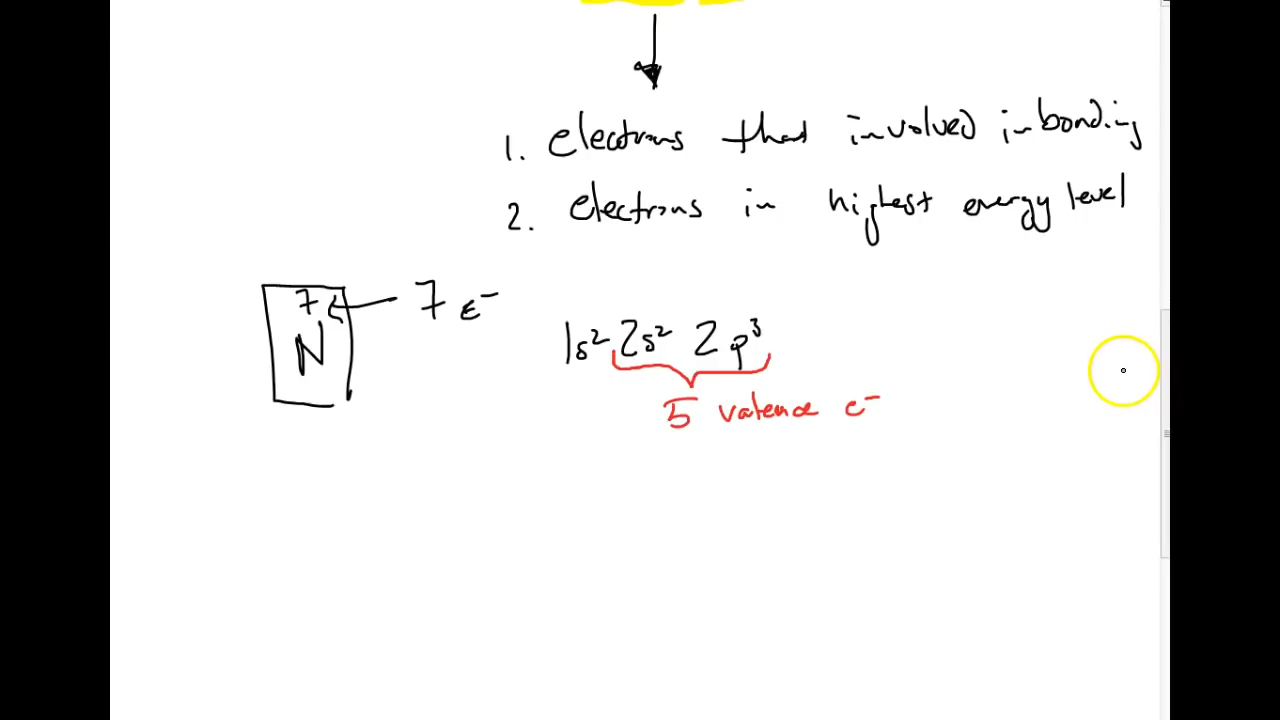 1. electrons that involved in bonding
2. electrons in highest energy level
7 7 e⁻
N
1s² 2s² 2p³
5 valence e⁻